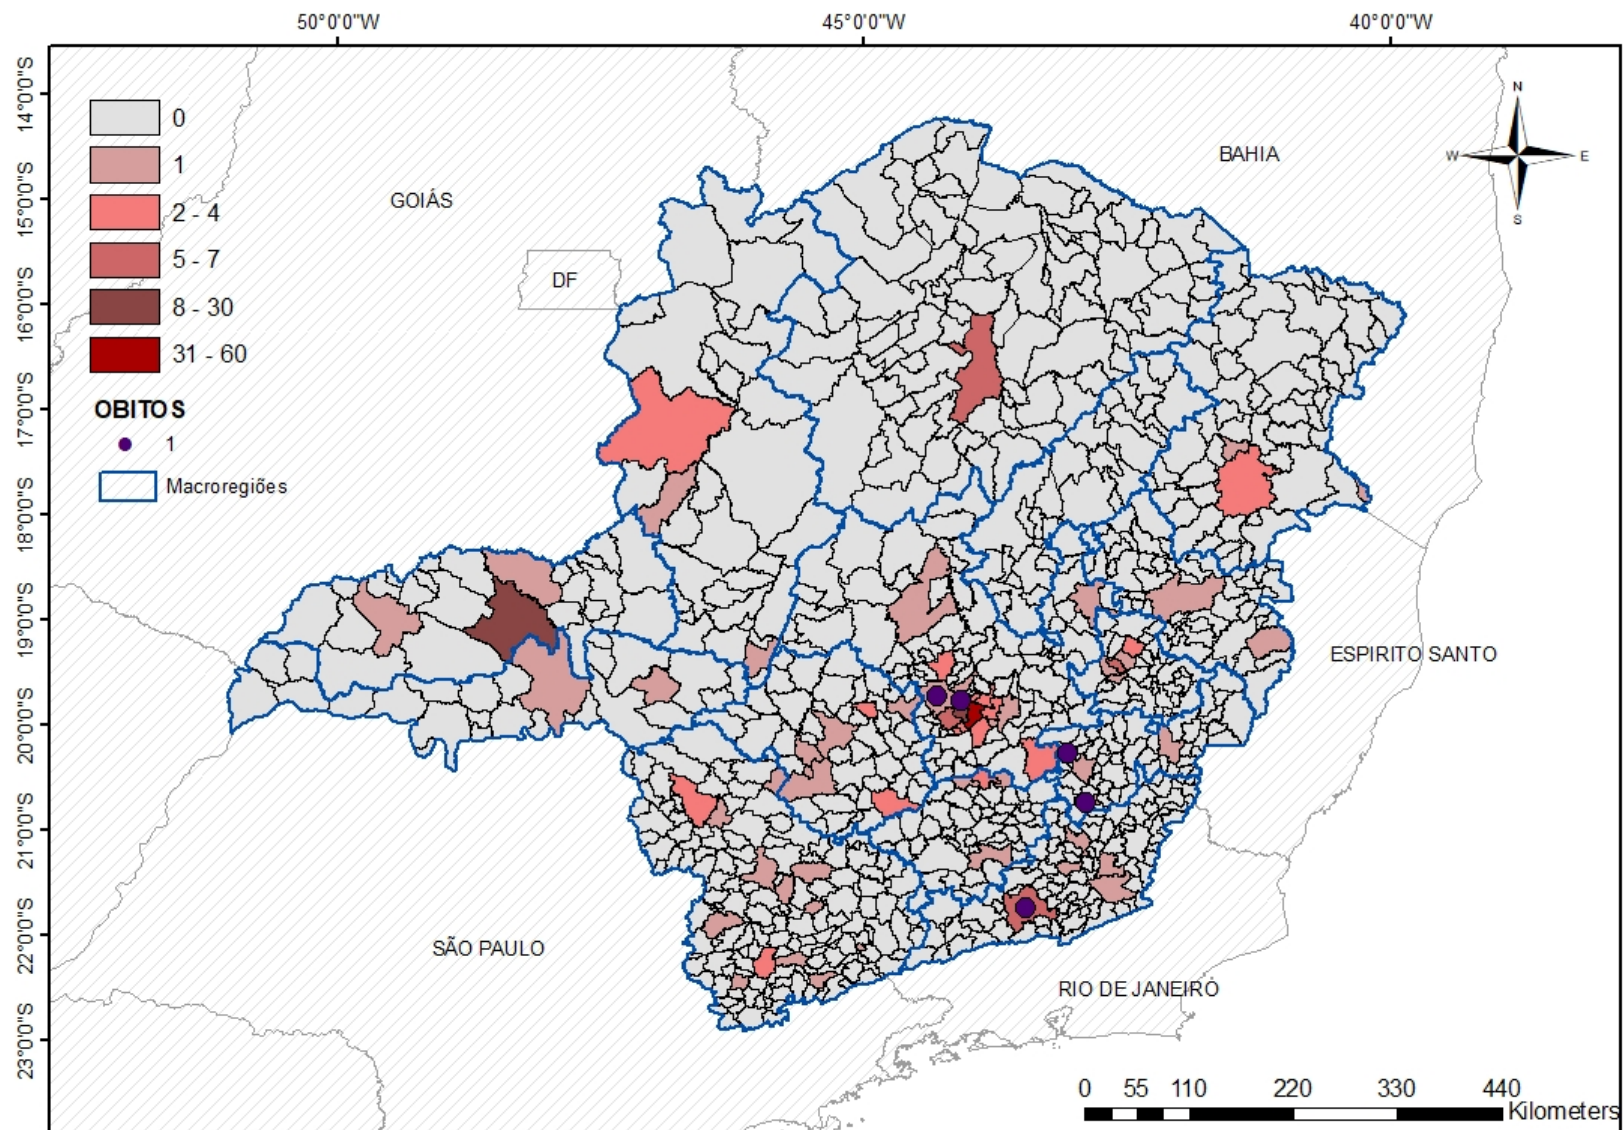 50°0'0"W 45°0'0"W 40°0'0"W
14°0'0"S
15°0'0"S
16°0'0"S
17°0'0"S
18°0'0"S
19°0'0"S
20°0'0"S
21°0'0"S
22°0'0"S
23°0'0"S
0
1
2 - 4
5 - 7
8 - 30
31 - 60
OBITOS
1
Macroregiões
N
W E
S
BAHIA
GOIÁS
DF
ESPIRITO SANTO
SÃO PAULO
RIO DE JANEIRO
0 55 110 220 330 440
Kilometers